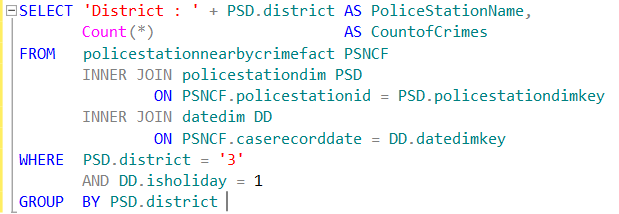 SELECT 'District : ' + PSD.district AS PoliceStationName,
Count(*) AS CountofCrimes
FROM policestationnearbycrimefact PSNCF
INNER JOIN policestationdim PSD
ON PSNCF.policestationid = PSD.policestationdimkey
INNER JOIN datedim DD
ON PSNCF.caserecorddate = DD.datedimkey
WHERE PSD.district = '3'
AND DD.isholiday = 1
GROUP BY PSD.district